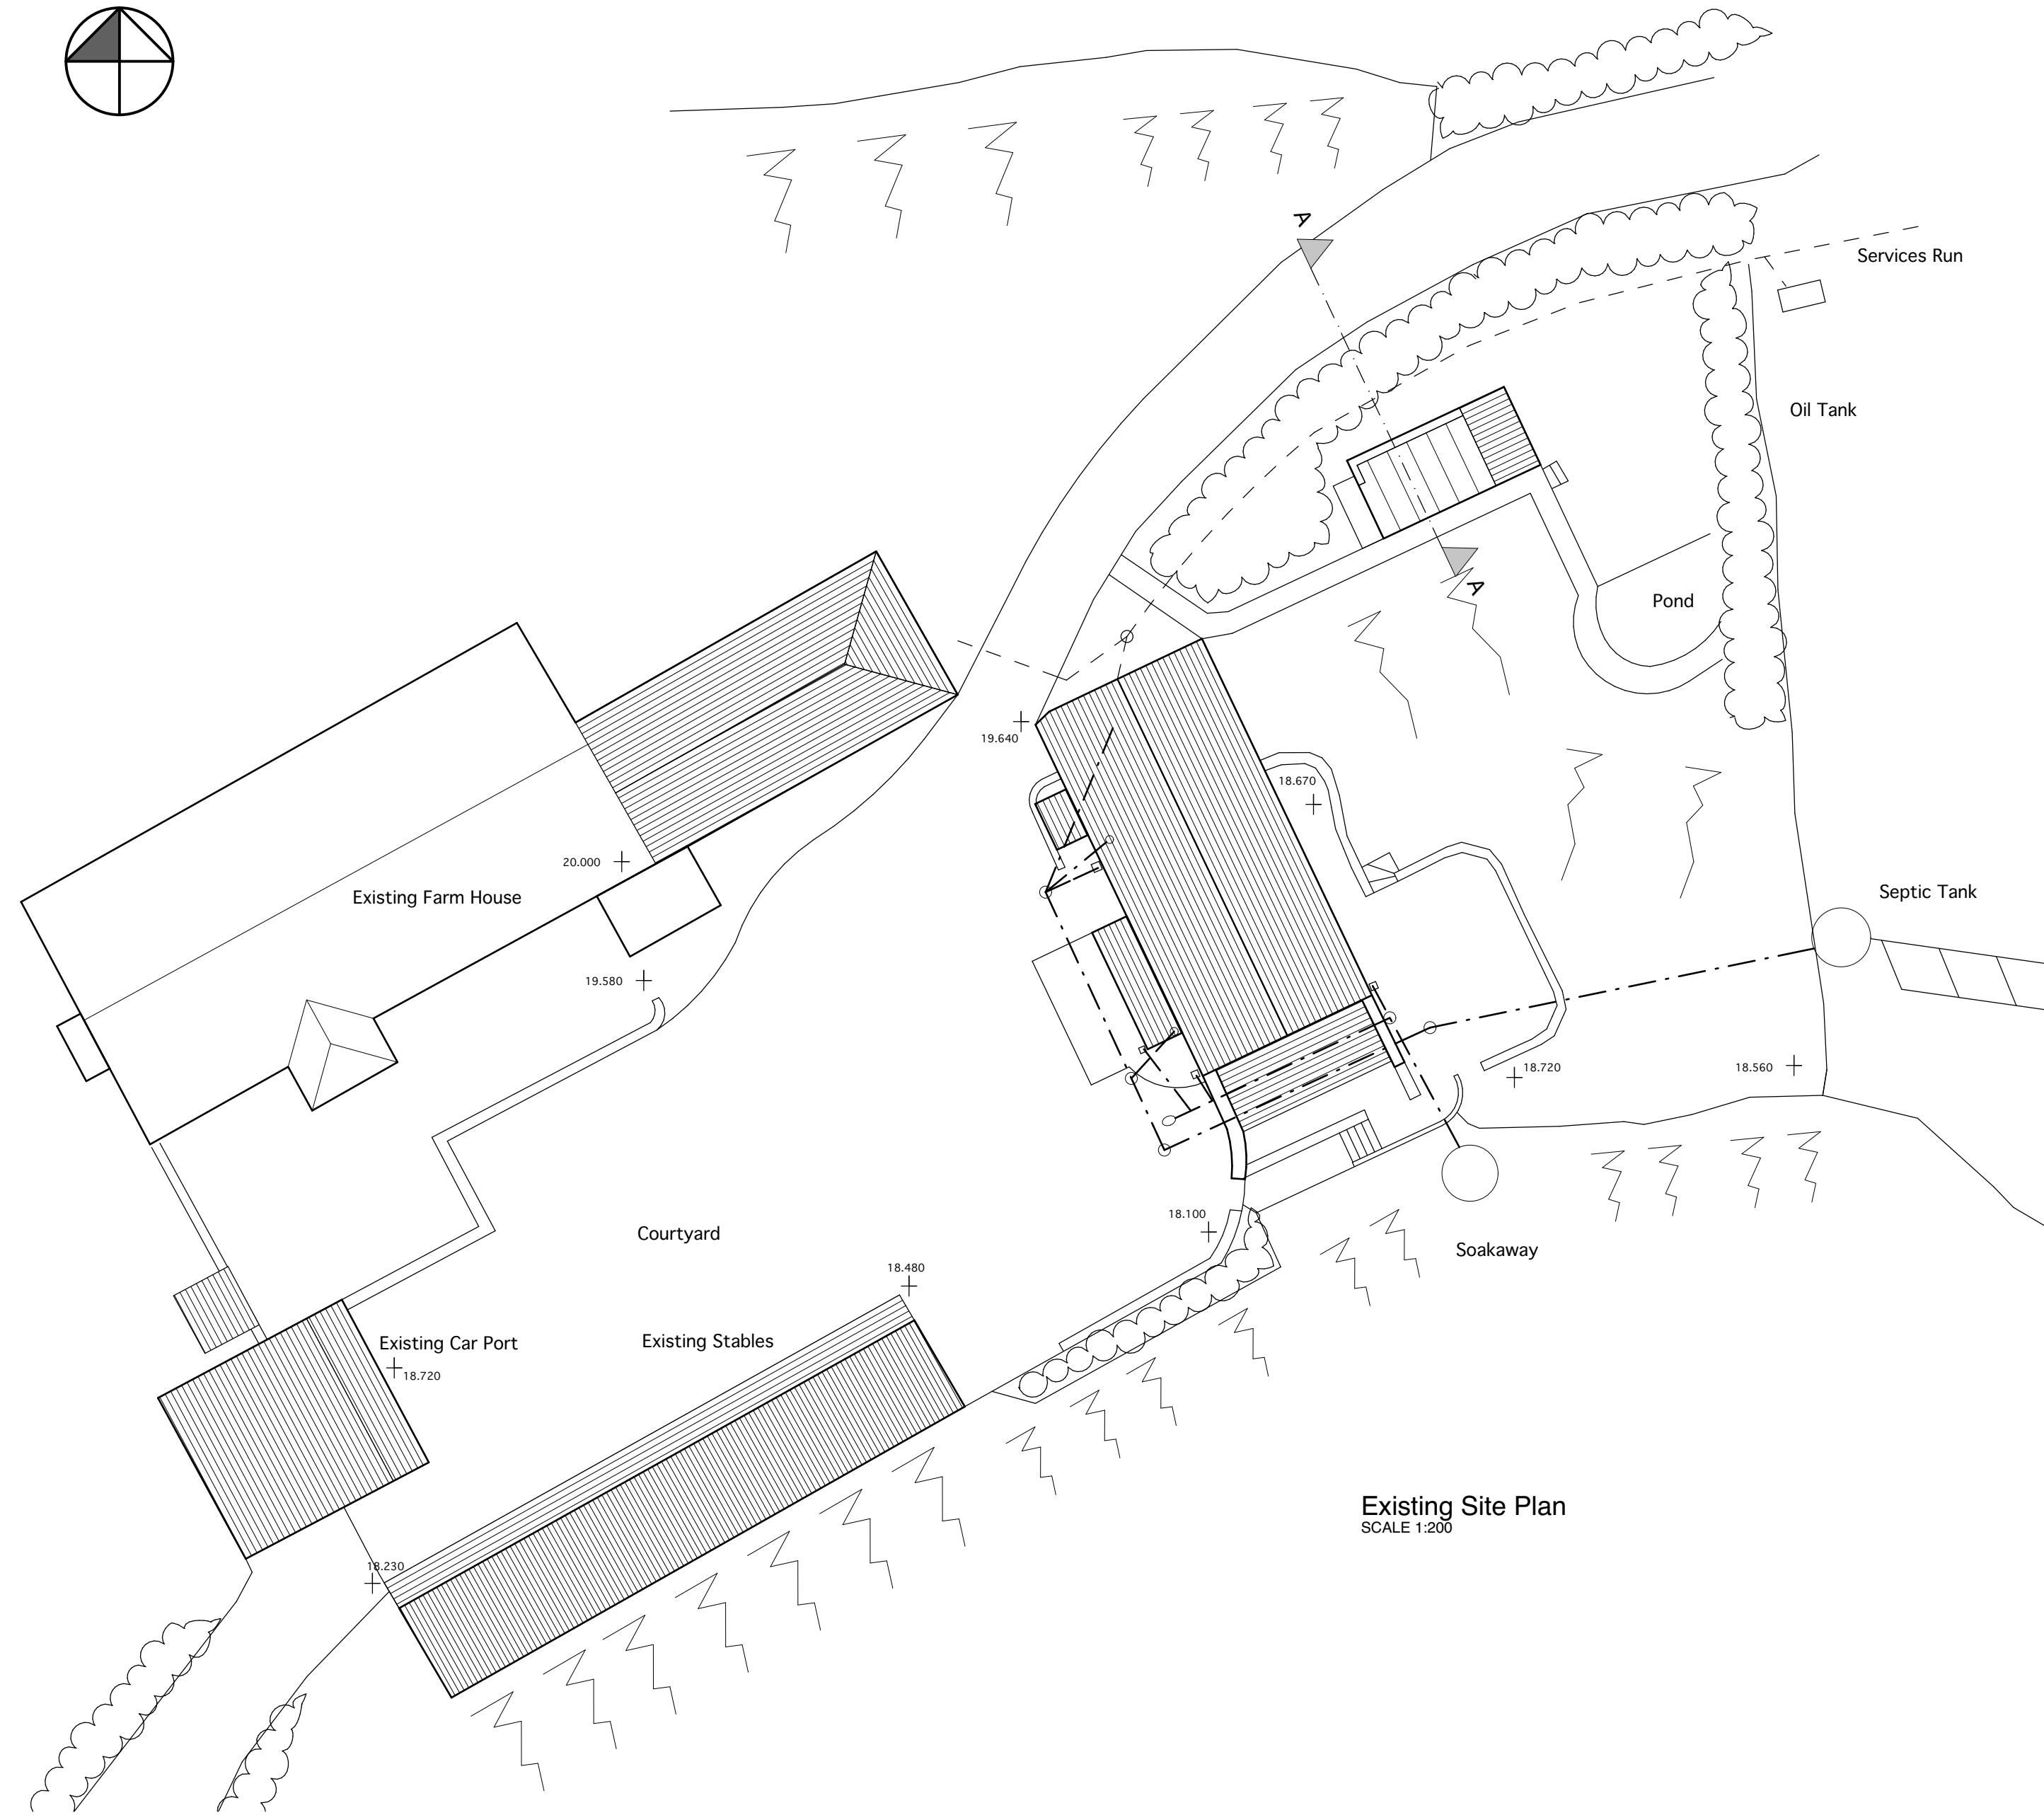 A
Services Run
Oil Tank
A
Pond
19.640
18.670
20.000
Existing Farm House
Septic Tank
19.580
18.720
18.560
18.100
Courtyard
Soakaway
18.480
Existing Car Port
Existing Stables
18.720
Existing Site Plan
SCALE 1:200
18.230